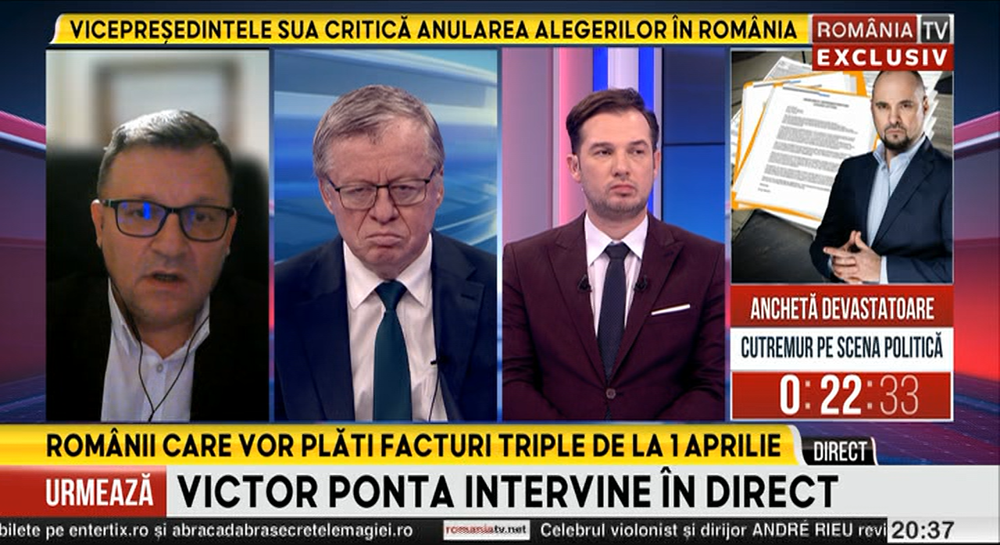 VICEPREȘEDINTELE SUA CRITICĂ ANULAREA ALEGERILOR ÎN ROMÂNIA
ROMÂNIA TV
EXCLUSIV
ANCHETĂ DEVASTATOARE
CUTREMUR PE SCENA POLITICĂ
0:22:33
ROMÂNII CARE VOR PLĂTI FACTURI TRIPLE DE LA 1 APRILIE
DIRECT
URMEAZĂ VICTOR PONTA INTERVINE ÎN DIRECT
bilete pe entertix.ro și abracadabrasecretelemagiei.ro romaniatv.net Celebrul violonist și dirijor ANDRÉ RIEU revi 20:37